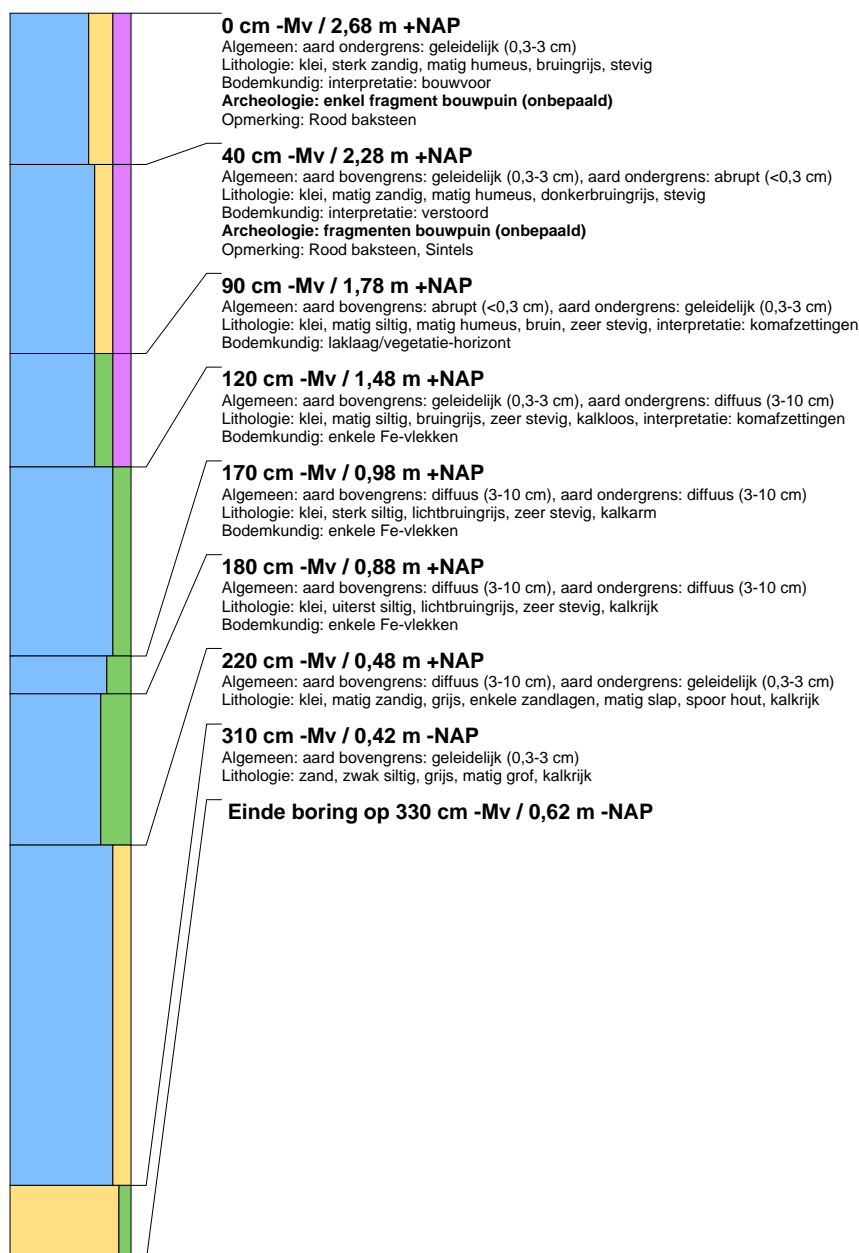 0 cm -Mv / 2,68 m +NAP
Algemeen: aard ondergrens: geleidelijk (0,3-3 cm)
Lithologie: klei, sterk zandig, matig humeus, bruingrijs, stevig
Bodemkundig: interpretatie: bouwvoor
Archeologie: enkel fragment bouwpuin (onbepaald)
Opmerking: Rood baksteen
40 cm -Mv / 2,28 m +NAP
Algemeen: aard bovengrens: geleidelijk (0,3-3 cm), aard ondergrens: abrupt (<0,3 cm)
Lithologie: klei, matig zandig, matig humeus, donkerbruingrijs, stevig
Bodemkundig: interpretatie: verstoord
Archeologie: fragmenten bouwpuin (onbepaald)
Opmerking: Rood baksteen, Sintels
90 cm -Mv / 1,78 m +NAP
Algemeen: aard bovengrens: abrupt (<0,3 cm), aard ondergrens: geleidelijk (0,3-3 cm)
Lithologie: klei, matig siltig, matig humeus, bruin, zeer stevig, interpretatie: komafzettingen
Bodemkundig: laklaag/vegetatie-horizont
120 cm -Mv / 1,48 m +NAP
Algemeen: aard bovengrens: geleidelijk (0,3-3 cm), aard ondergrens: diffuus (3-10 cm)
Lithologie: klei, matig siltig, bruingrijs, zeer stevig, kalkloos, interpretatie: komafzettingen
Bodemkundig: enkele Fe-vlekken
170 cm -Mv / 0,98 m +NAP
Algemeen: aard bovengrens: diffuus (3-10 cm), aard ondergrens: diffuus (3-10 cm)
Lithologie: klei, sterk siltig, lichtbruingrijs, zeer stevig, kalkarm
Bodemkundig: enkele Fe-vlekken
180 cm -Mv / 0,88 m +NAP
Algemeen: aard bovengrens: diffuus (3-10 cm), aard ondergrens: diffuus (3-10 cm)
Lithologie: klei, uiterst siltig, lichtbruingrijs, zeer stevig, kalkrijk
Bodemkundig: enkele Fe-vlekken
220 cm -Mv / 0,48 m +NAP
Algemeen: aard bovengrens: diffuus (3-10 cm), aard ondergrens: geleidelijk (0,3-3 cm)
Lithologie: klei, matig zandig, grijs, enkele zandlagen, matig slap, spoor hout, kalkrijk
310 cm -Mv / 0,42 m -NAP
Algemeen: aard bovengrens: geleidelijk (0,3-3 cm)
Lithologie: zand, zwak siltig, grijs, matig grof, kalkrijk
Einde boring op 330 cm -Mv / 0,62 m -NAP